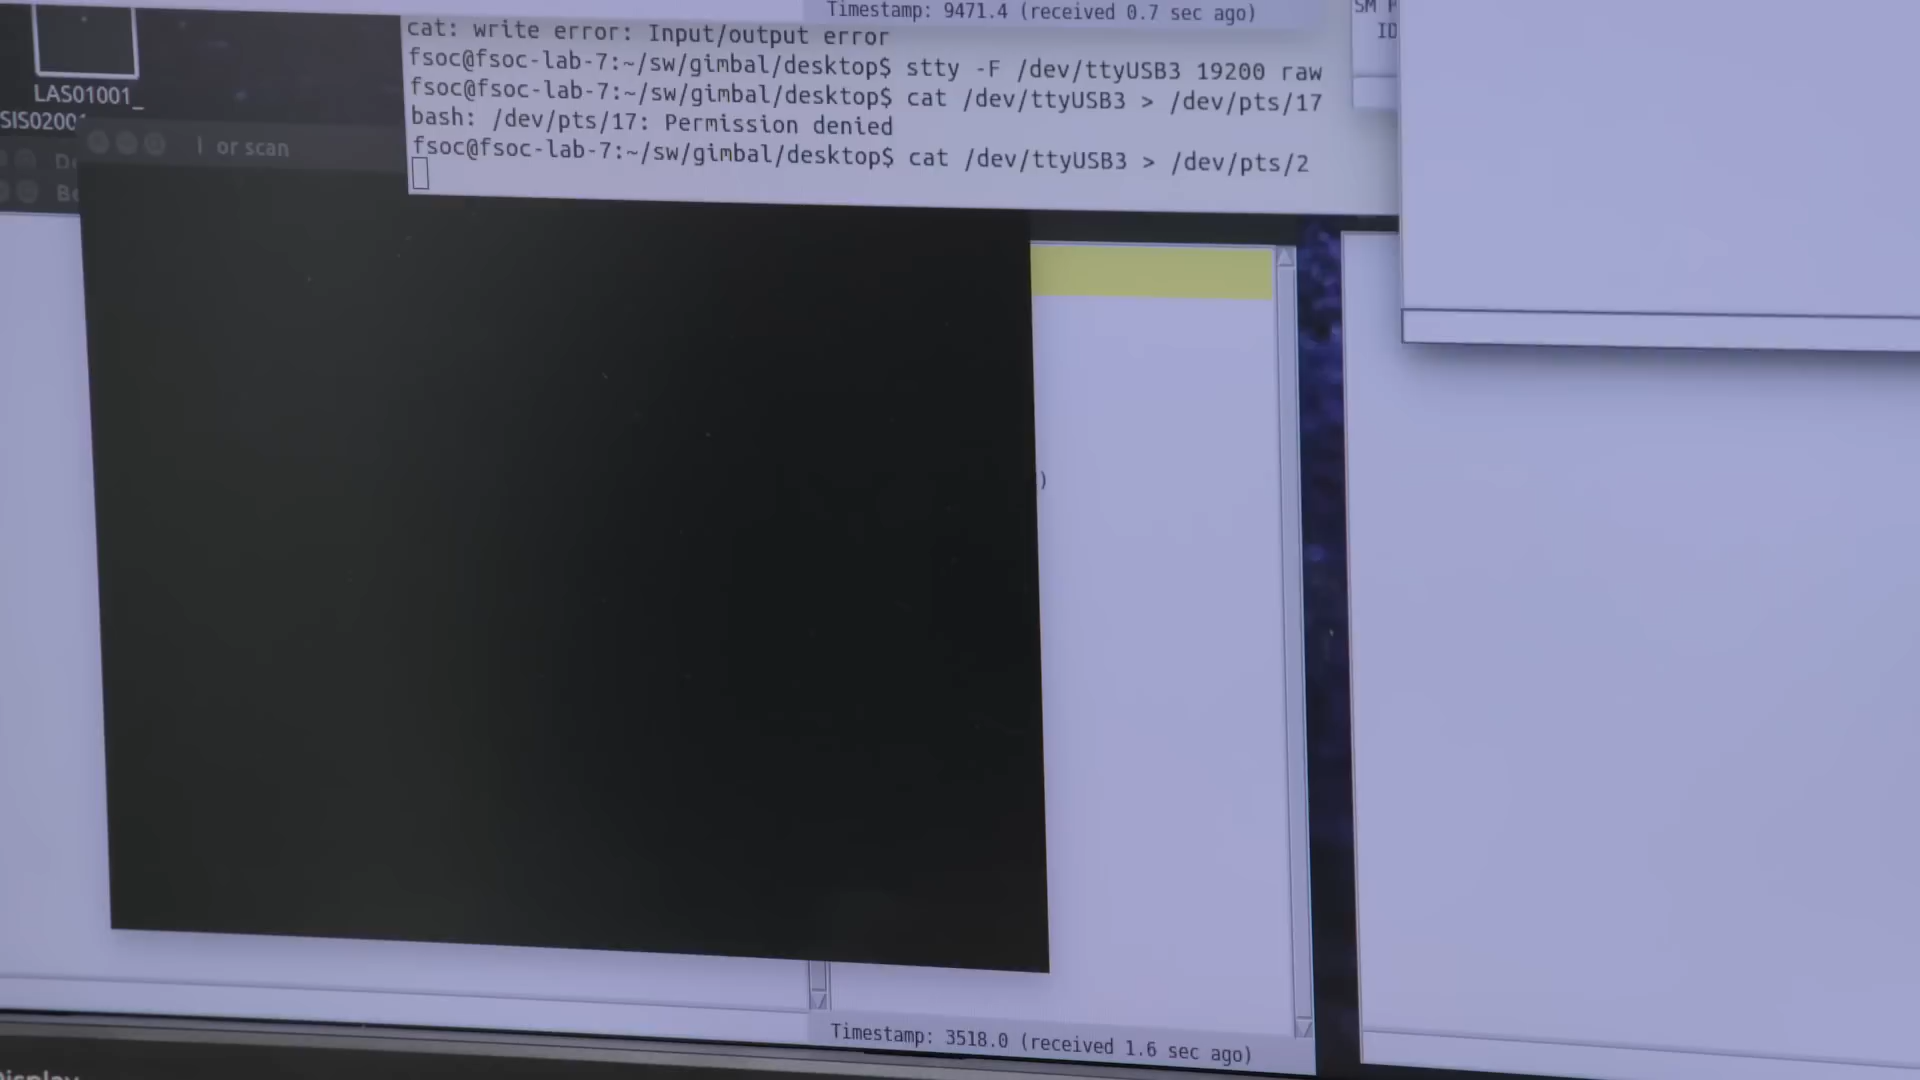 Timestamp: 9471.4 (received 0.7 sec ago)
cat: write error: Input/output error
fsoc@fsoc-lab-7:~/sw/gimbal/desktop$ stty -F /dev/ttyUSB3 19200 raw
fsoc@fsoc-lab-7:~/sw/gimbal/desktop$ cat /dev/ttyUSB3 > /dev/pts/17
bash: /dev/pts/17: Permission denied
fsoc@fsoc-lab-7:~/sw/gimbal/desktop$ cat /dev/ttyUSB3 > /dev/pts/2
SM
ID
LAS01001_
or scan
)
Timestamp: 3518.0 (received 1.6 sec ago)